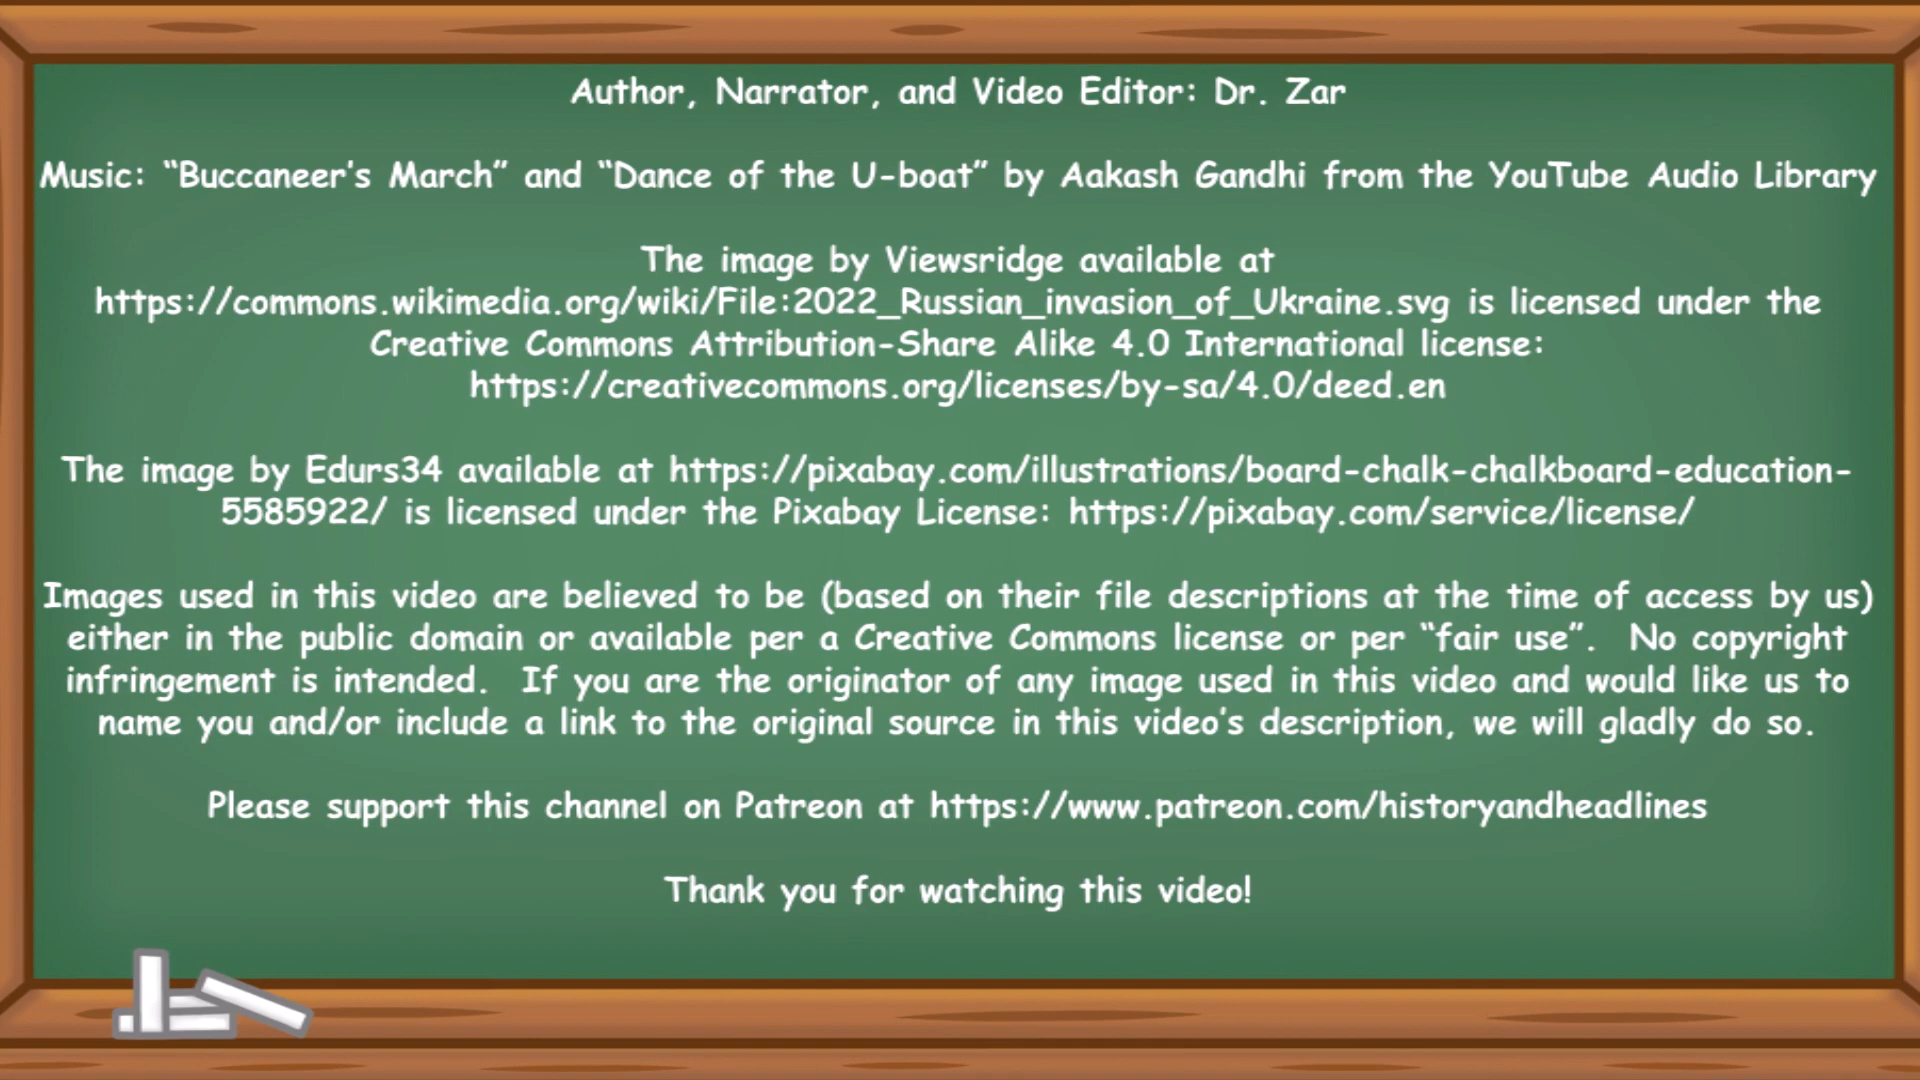 Author, Narrator, and Video Editor: Dr. Zar
Music: “Buccaneer’s March” and “Dance of the U-boat” by Aakash Gandhi from the YouTube Audio Library
The image by Viewsridge available at
https://commons.wikimedia.org/wiki/File:2022_Russian_invasion_of_Ukraine.svg is licensed under the
Creative Commons Attribution-Share Alike 4.0 International license:
https://creativecommons.org/licenses/by-sa/4.0/deed.en
The image by Edurs34 available at https://pixabay.com/illustrations/board-chalk-chalkboard-education-
5585922/ is licensed under the Pixabay License: https://pixabay.com/service/license/
Images used in this video are believed to be (based on their file descriptions at the time of access by us)
either in the public domain or available per a Creative Commons license or per “fair use”.  No copyright
infringement is intended.  If you are the originator of any image used in this video and would like us to
name you and/or include a link to the original source in this video’s description, we will gladly do so.
Please support this channel on Patreon at https://www.patreon.com/historyandheadlines
Thank you for watching this video!